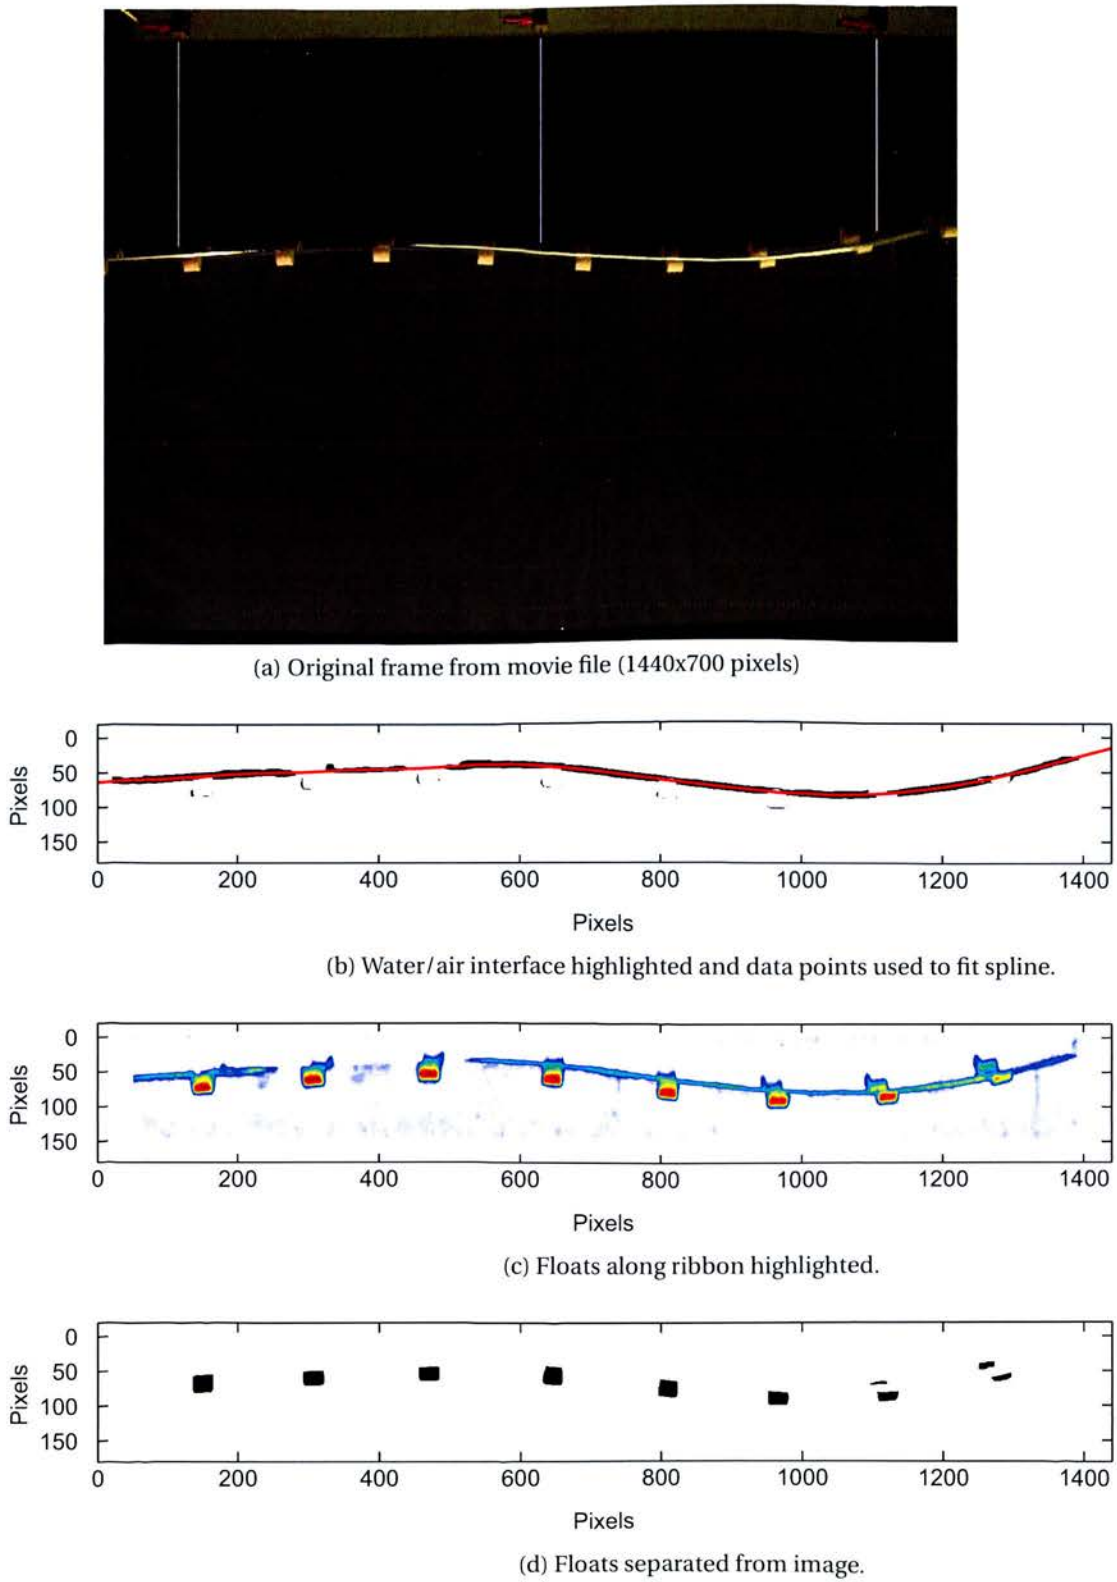 (a) Original frame from movie file (1440x700 pixels)
0
50
100
150
Pixels
0 200 400 600 800 1000 1200 1400
Pixels
(b) Water/air interface highlighted and data points used to fit spline.
0
50
100
150
Pixels
0 200 400 600 800 1000 1200 1400
Pixels
(c) Floats along ribbon highlighted.
0
50
100
150
Pixels
0 200 400 600 800 1000 1200 1400
Pixels
(d) Floats separated from image.